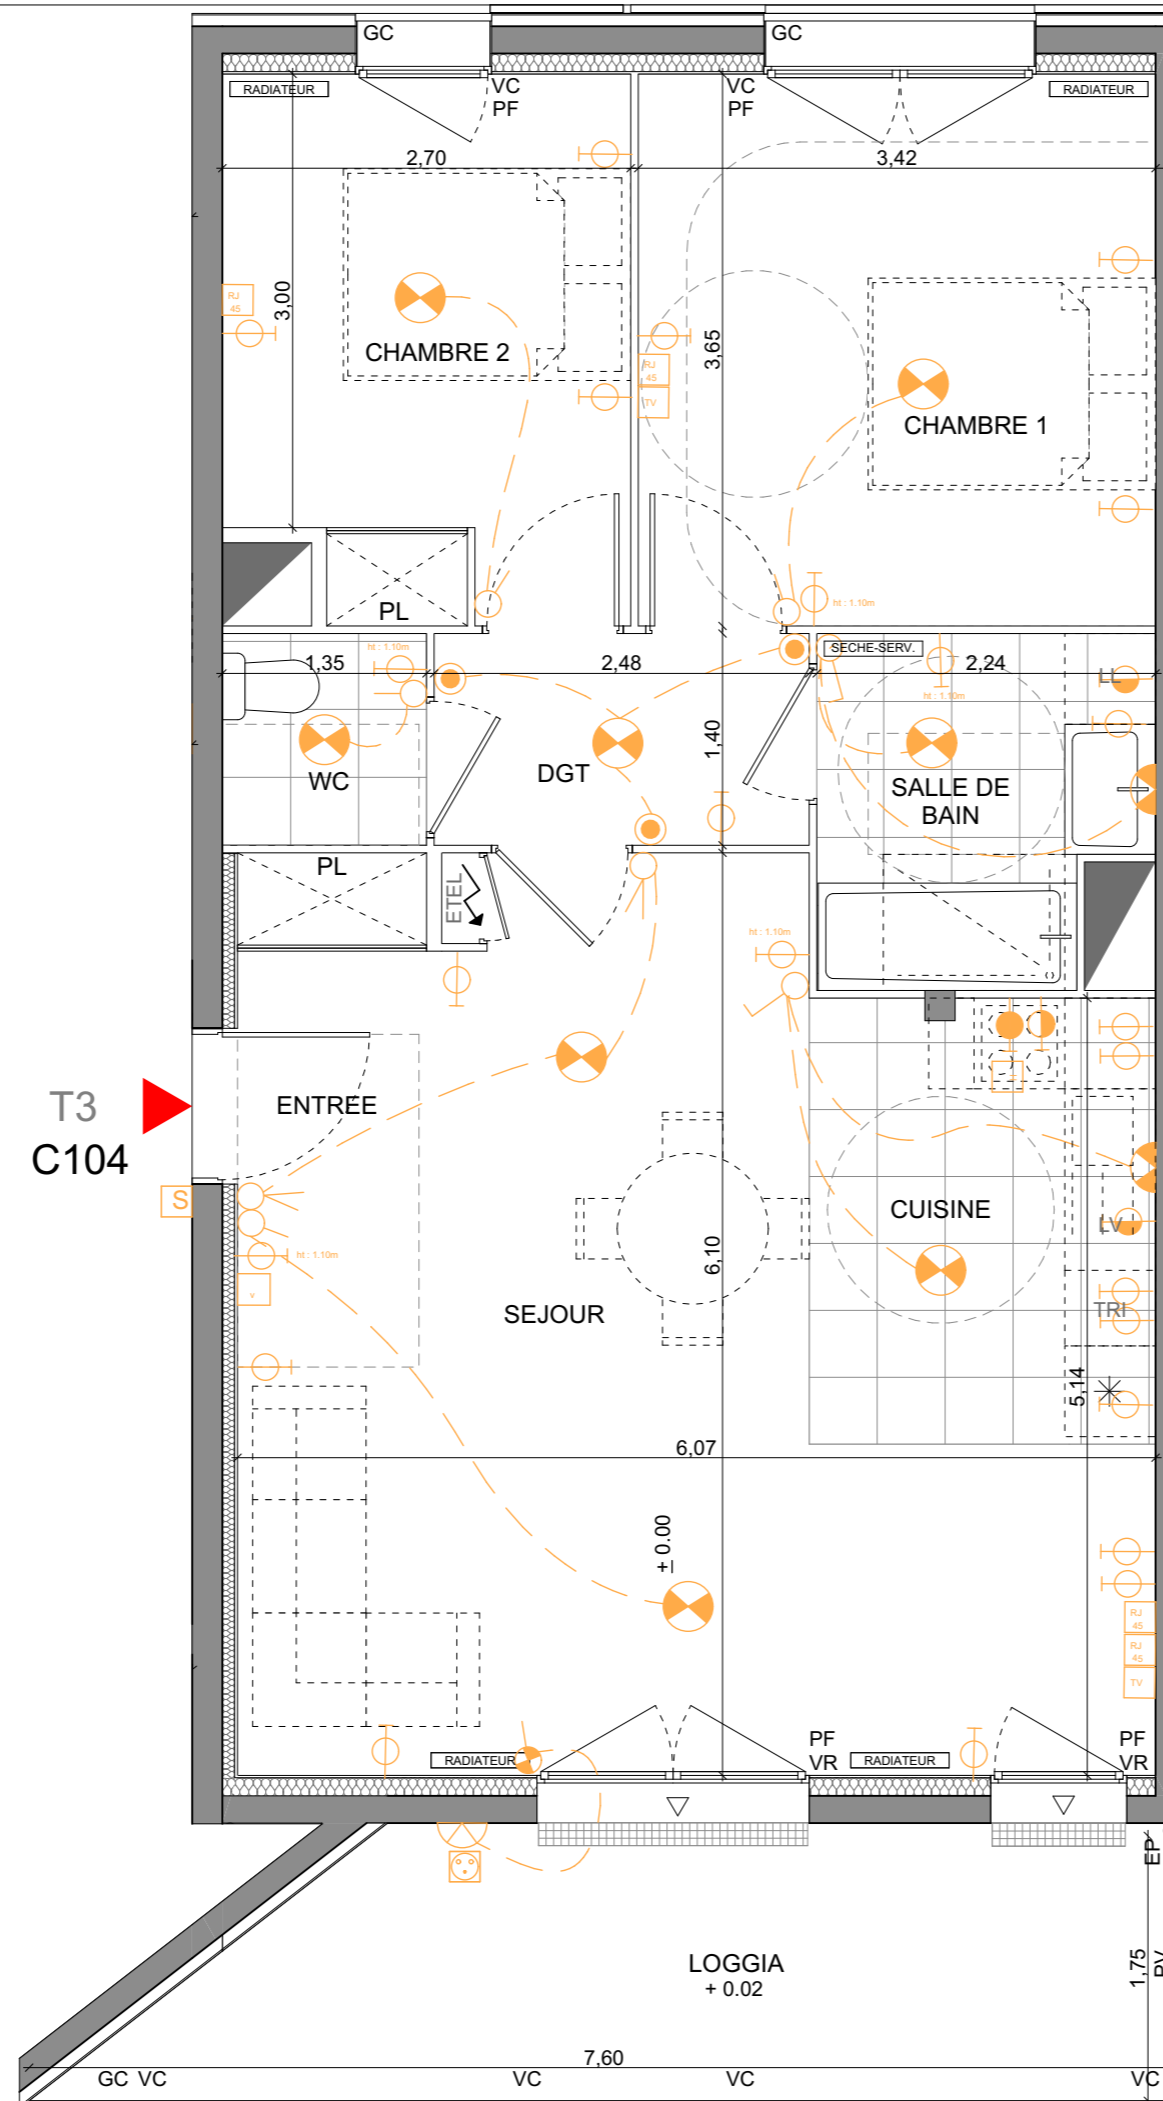 GC
GC
RADIATEUR
VC
PF
VC
PF
RADIATEUR
2,70
3,42
RJ
45
3,00
CHAMBRE 2
3,65
RJ
45
TV
CHAMBRE 1
PL
ht : 1.10m
ht : 1.10m
SECHE-SERV.
1,35
2,48
2,24
LL
ht : 1.10m
1,40
WC
DGT
SALLE DE
BAIN
PL
ETEL
ht : 1.10m
T3
C104
ENTREE
S
ht : 1.10m
v
CUISINE
LV
6,10
SEJOUR
TRI
5,14
6,07
+ 0.00
RJ
45
RJ
45
TV
RADIATEUR
PF
VR
RADIATEUR
PF
VR
EP
LOGGIA
+ 0.02
1,75
PV
7,60
GC VC
VC
VC
VC